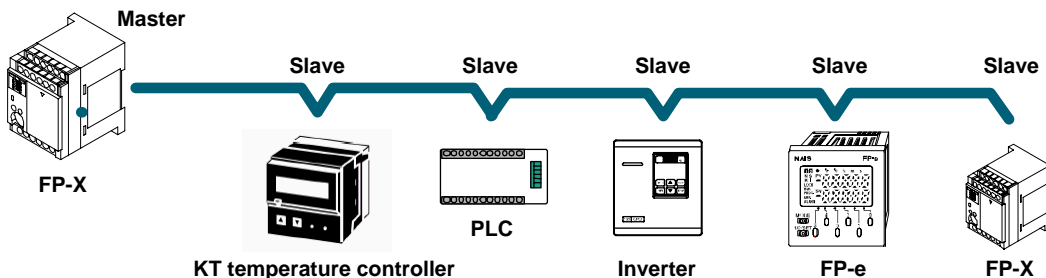 Master
Slave Slave Slave Slave Slave
FP-X
NAIS FP-e
PLC
KT temperature controller Inverter FP-e FP-X